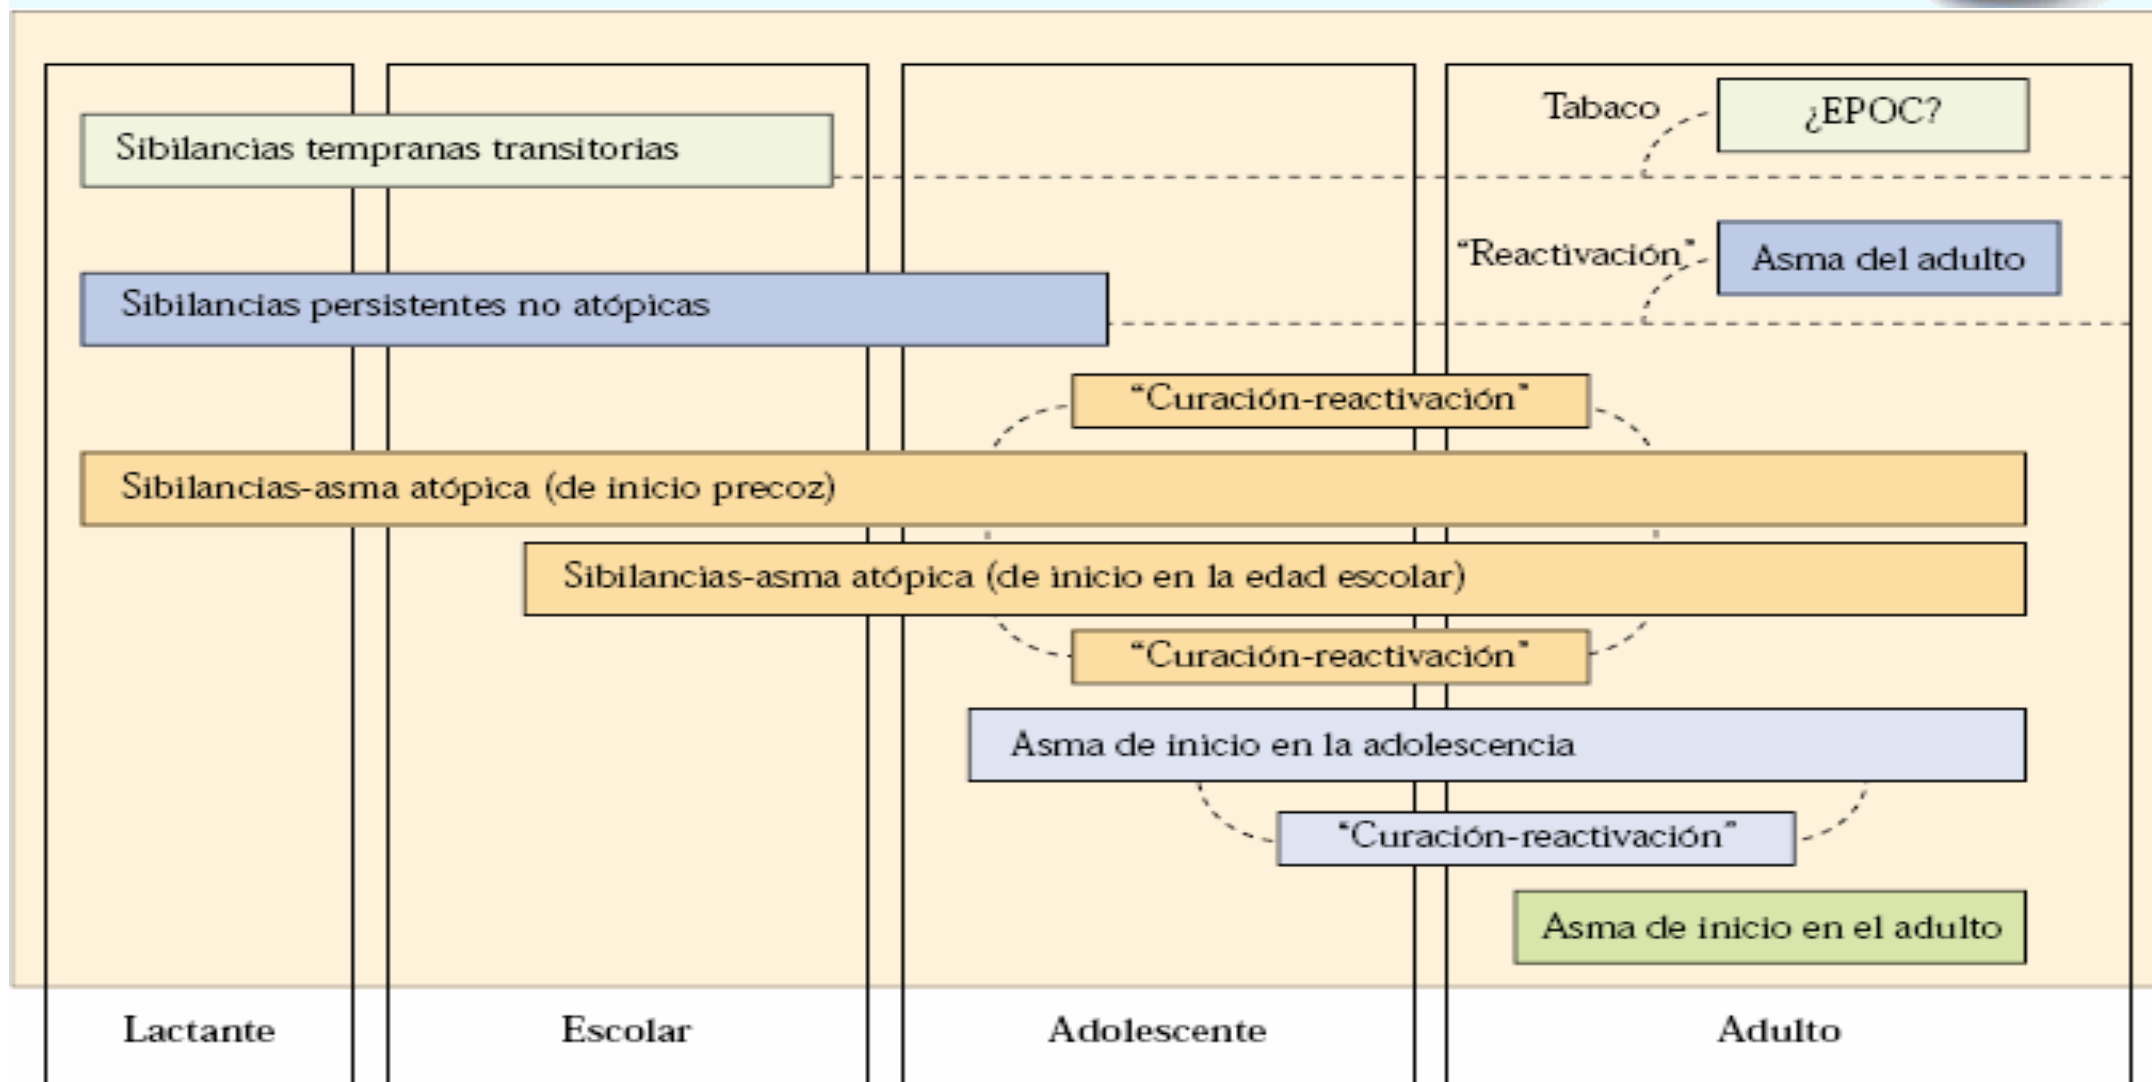 Tabaco
¿EPOC?
Sibilancias tempranas transitorias
“Reactivación”
Asma del adulto
Sibilancias persistentes no atópicas
“Curación-reactivación”
Sibilancias-asma atópica (de inicio precoz)
Sibilancias-asma atópica (de inicio en la edad escolar)
“Curación-reactivación”
Asma de inicio en la adolescencia
“Curación-reactivación”
Asma de inicio en el adulto
Lactante
Escolar
Adolescente
Adulto